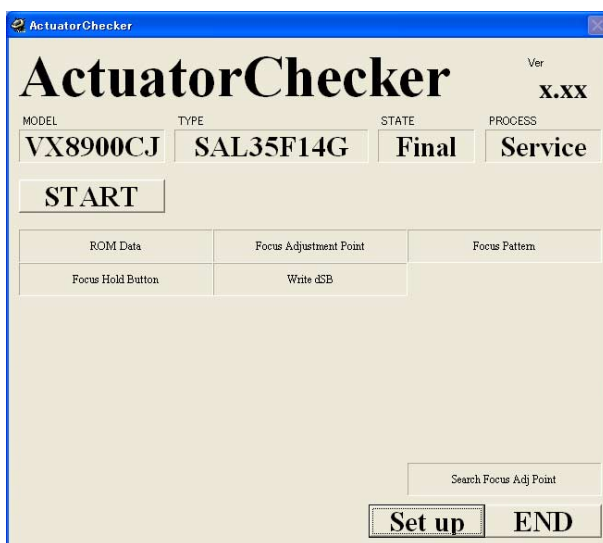 ActuatorChecker
ActuatorChecker
Ver
x.xx
MODEL TYPE STATE PROCESS
VX8900CJ SAL35F14G Final Service
START
ROM Data Focus Adjustment Point Focus Pattern
Focus Hold Button Write dSB
Search Focus Adj Point
Set up END